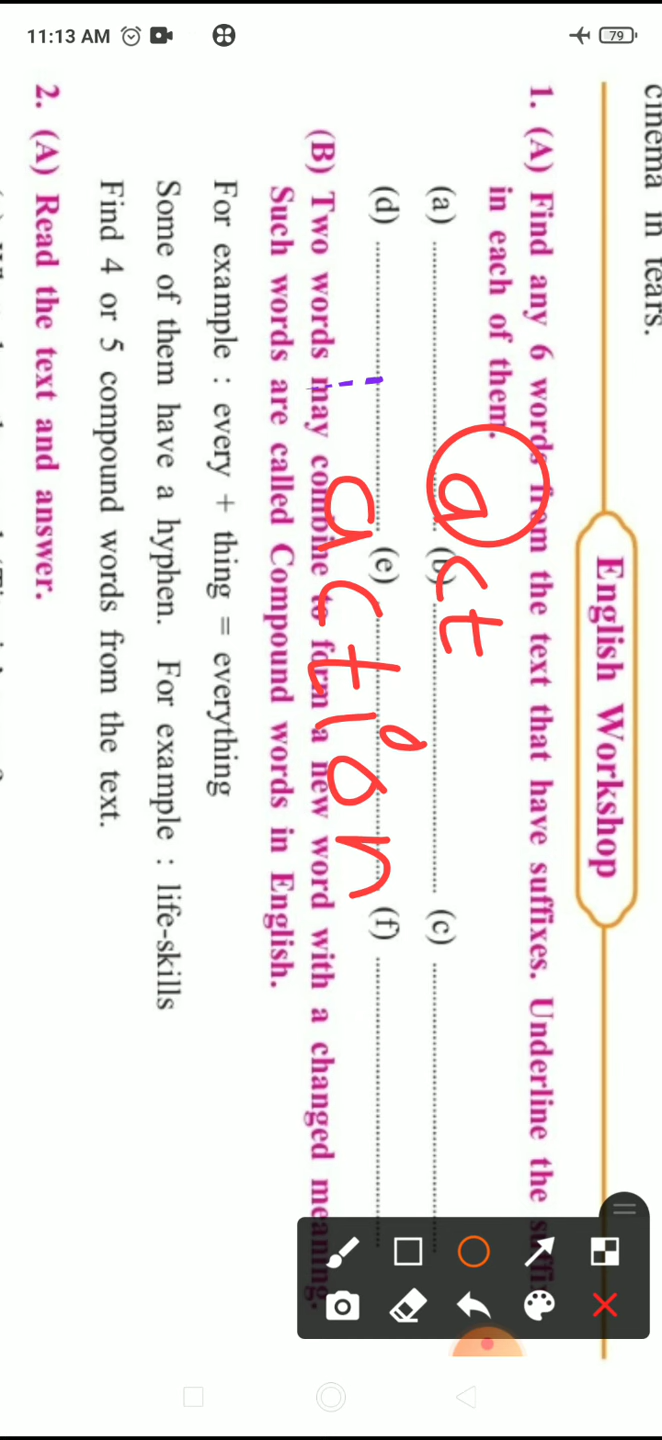 11:13 AM
79
cinema in tears.
English Workshop
1. (A) Find any 6 words from the text that have suffixes. Underline the suffix
in each of them.
(a) (b) (c)
act
(d) (e) (f)
action
(B) Two words may combine to form a new word with a changed meaning.
Such words are called Compound words in English.
For example : every + thing = everything
Some of them have a hyphen. For example : life-skills
Find 4 or 5 compound words from the text.
2. (A) Read the text and answer.